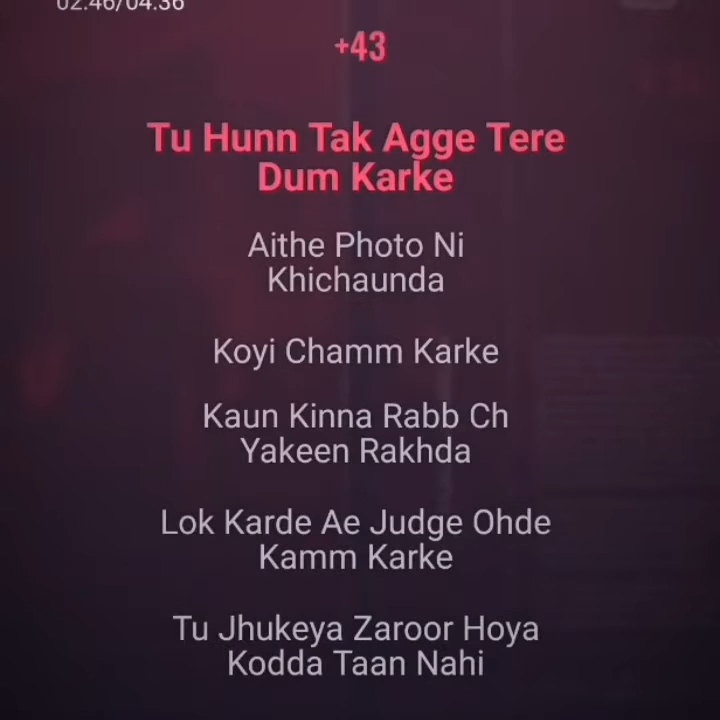 02:46/04:36
+43
Tu Hunn Tak Agge Tere
Dum Karke
Aithe Photo Ni
Khichaunda
Koyi Chamm Karke
Kaun Kinna Rabb Ch
Yakeen Rakhda
Lok Karde Ae Judge Ohde
Kamm Karke
Tu Jhukeya Zaroor Hoya
Kodda Taan Nahi